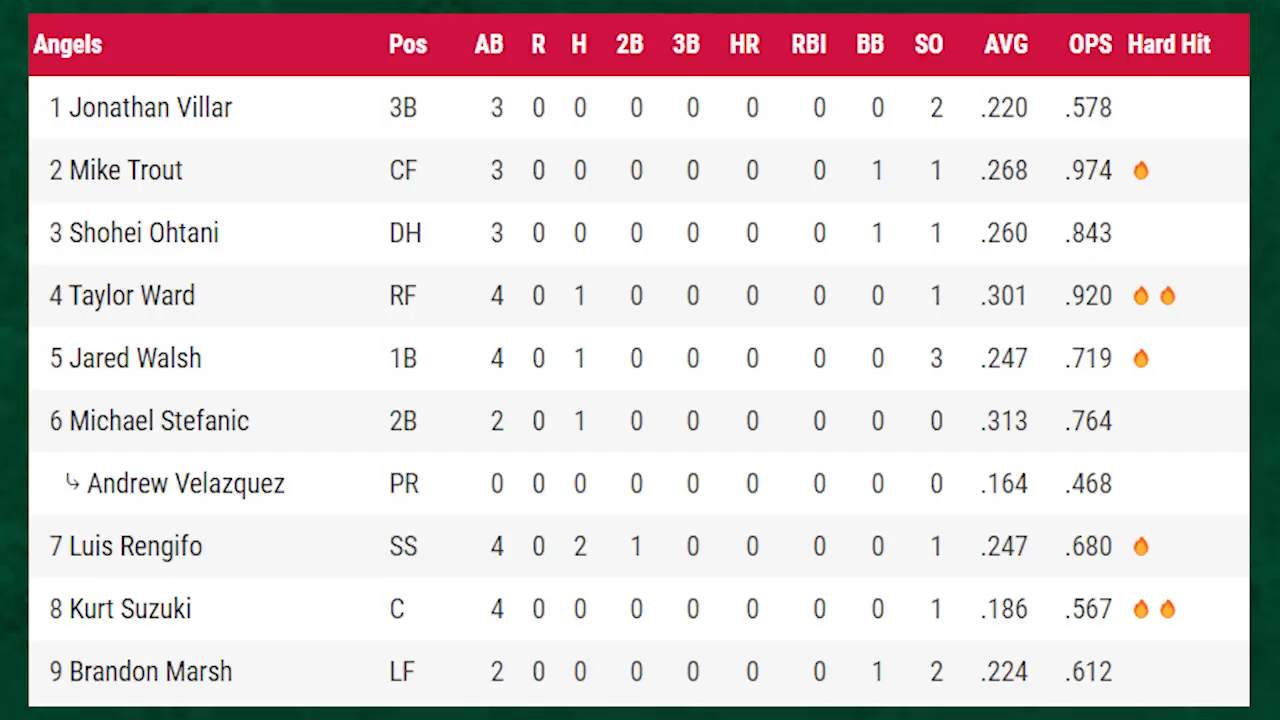 Angels Pos AB R H 2B 3B HR RBI BB SO AVG OPS Hard Hit
1 Jonathan Villar 3B 3 0 0 0 0 0 0 0 2 .220 .578
2 Mike Trout CF 3 0 0 0 0 0 0 1 1 .268 .974
3 Shohei Ohtani DH 3 0 0 0 0 0 0 1 1 .260 .843
4 Taylor Ward RF 4 0 1 0 0 0 0 0 1 .301 .920
5 Jared Walsh 1B 4 0 1 0 0 0 0 0 3 .247 .719
6 Michael Stefanic 2B 2 0 1 0 0 0 0 0 0 .313 .764
Andrew Velazquez PR 0 0 0 0 0 0 0 0 0 .164 .468
7 Luis Rengifo SS 4 0 2 1 0 0 0 0 1 .247 .680
8 Kurt Suzuki C 4 0 0 0 0 0 0 0 1 .186 .567
9 Brandon Marsh LF 2 0 0 0 0 0 0 1 2 .224 .612